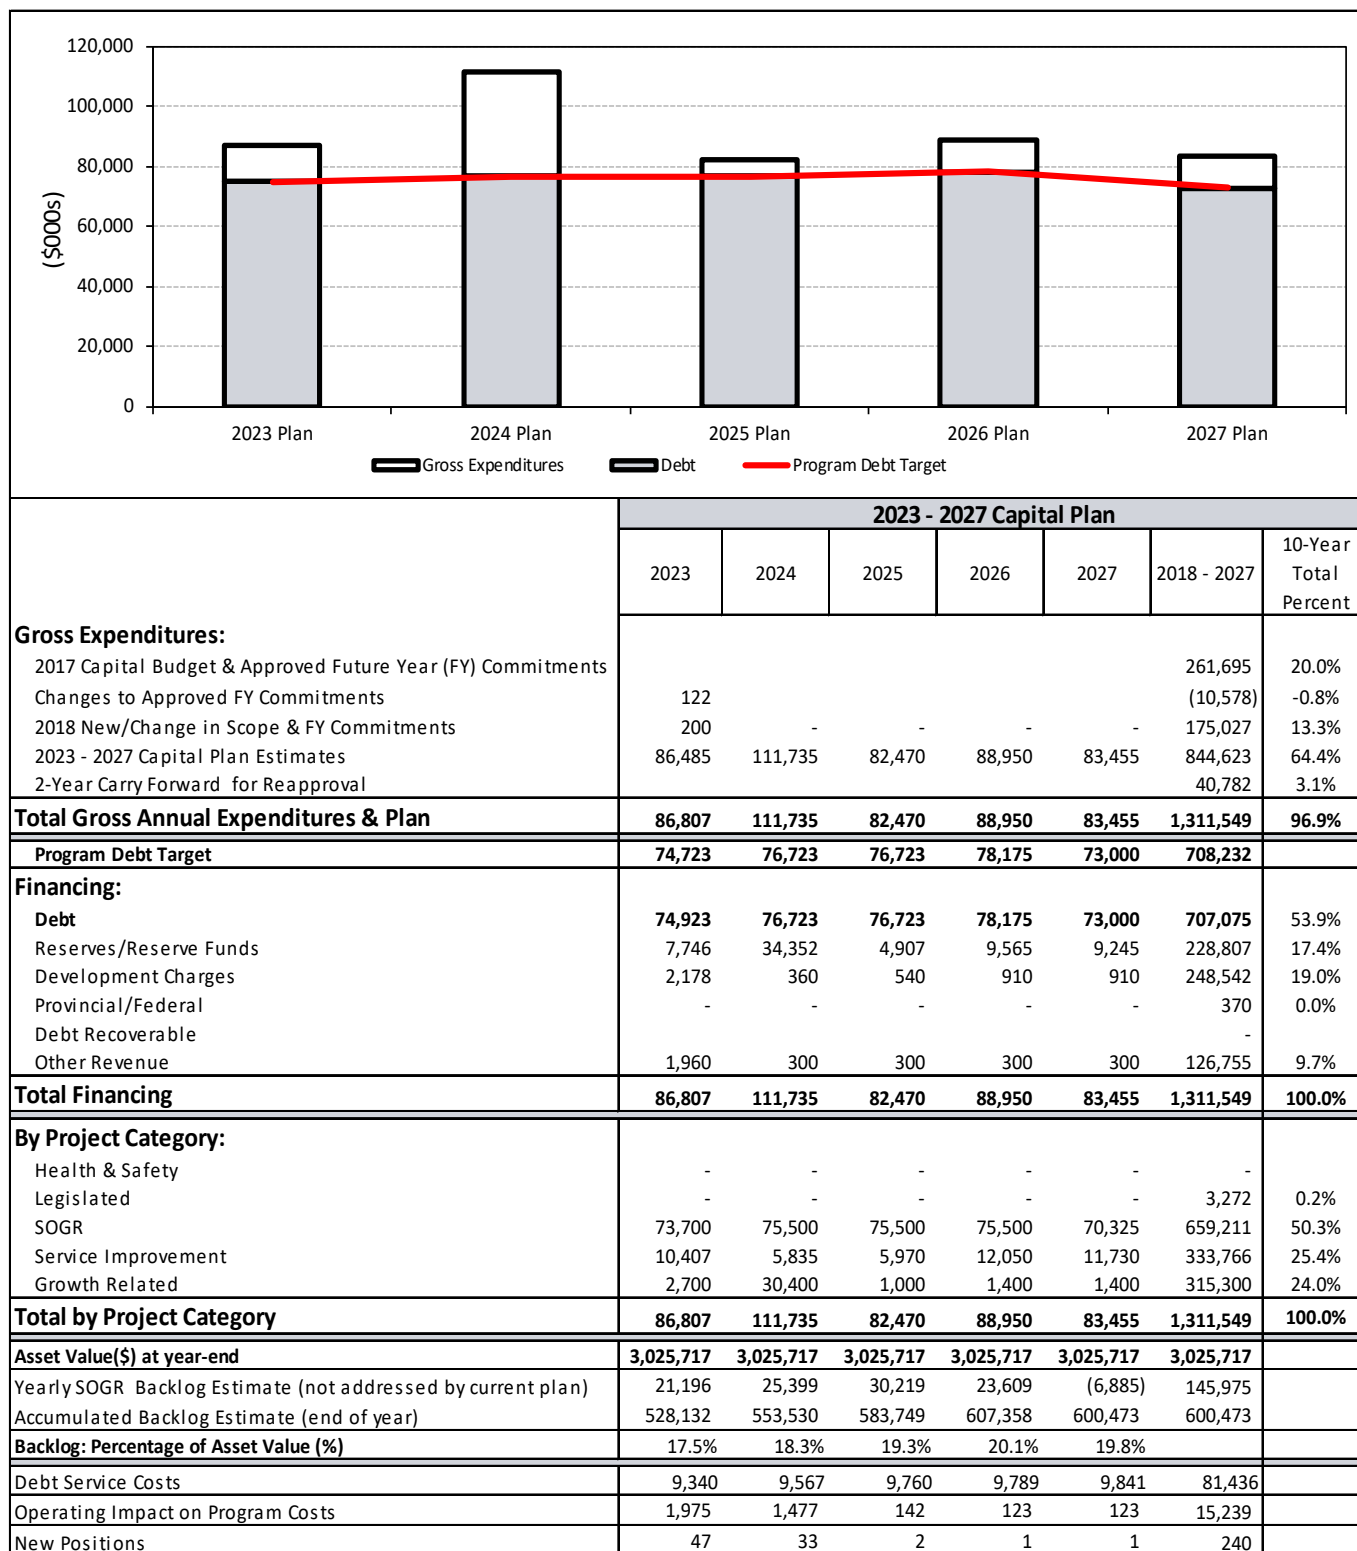 120,000
100,000
80,000
60,000
40,000
20,000
0
($000s)
2023 Plan 2024 Plan 2025 Plan 2026 Plan 2027 Plan
Gross Expenditures Debt Program Debt Target
2023 - 2027 Capital Plan
2023 2024 2025 2026 2027 2018 - 2027 10-Year Total Percent
Gross Expenditures:
2017 Capital Budget & Approved Future Year (FY) Commitments 261,695 20.0%
Changes to Approved FY Commitments 122 (10,578) -0.8%
2018 New/Change in Scope & FY Commitments 200 - - - - 175,027 13.3%
2023 - 2027 Capital Plan Estimates 86,485 111,735 82,470 88,950 83,455 844,623 64.4%
2-Year Carry Forward for Reapproval 40,782 3.1%
Total Gross Annual Expenditures & Plan 86,807 111,735 82,470 88,950 83,455 1,311,549 96.9%
Program Debt Target 74,723 76,723 76,723 78,175 73,000 708,232
Financing:
Debt 74,923 76,723 76,723 78,175 73,000 707,075 53.9%
Reserves/Reserve Funds 7,746 34,352 4,907 9,565 9,245 228,807 17.4%
Development Charges 2,178 360 540 910 910 248,542 19.0%
Provincial/Federal - - - - - 370 0.0%
Debt Recoverable -
Other Revenue 1,960 300 300 300 300 126,755 9.7%
Total Financing 86,807 111,735 82,470 88,950 83,455 1,311,549 100.0%
By Project Category:
Health & Safety - - - - - -
Legislated - - - - - 3,272 0.2%
SOGR 73,700 75,500 75,500 75,500 70,325 659,211 50.3%
Service Improvement 10,407 5,835 5,970 12,050 11,730 333,766 25.4%
Growth Related 2,700 30,400 1,000 1,400 1,400 315,300 24.0%
Total by Project Category 86,807 111,735 82,470 88,950 83,455 1,311,549 100.0%
Asset Value($) at year-end 3,025,717 3,025,717 3,025,717 3,025,717 3,025,717 3,025,717
Yearly SOGR Backlog Estimate (not addressed by current plan) 21,196 25,399 30,219 23,609 (6,885) 145,975
Accumulated Backlog Estimate (end of year) 528,132 553,530 583,749 607,358 600,473 600,473
Backlog: Percentage of Asset Value (%) 17.5% 18.3% 19.3% 20.1% 19.8%
Debt Service Costs 9,340 9,567 9,760 9,789 9,841 81,436
Operating Impact on Program Costs 1,975 1,477 142 123 123 15,239
New Positions 47 33 2 1 1 240